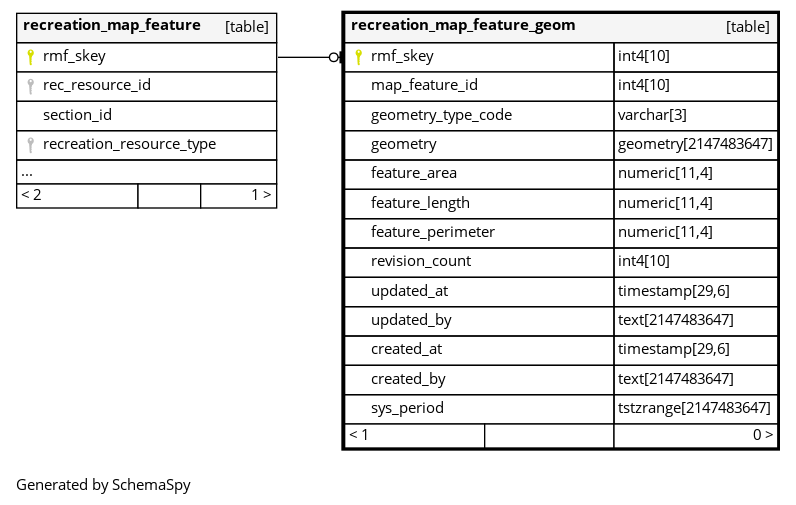 recreation_map_feature [table]
rmf_skey
rec_resource_id
section_id
recreation_resource_type
...
< 2 1 >
recreation_map_feature_geom [table]
rmf_skey int4[10]
map_feature_id int4[10]
geometry_type_code varchar[3]
geometry geometry[2147483647]
feature_area numeric[11,4]
feature_length numeric[11,4]
feature_perimeter numeric[11,4]
revision_count int4[10]
updated_at timestamp[29,6]
updated_by text[2147483647]
created_at timestamp[29,6]
created_by text[2147483647]
sys_period tstzrange[2147483647]
< 1 0 >
Generated by SchemaSpy